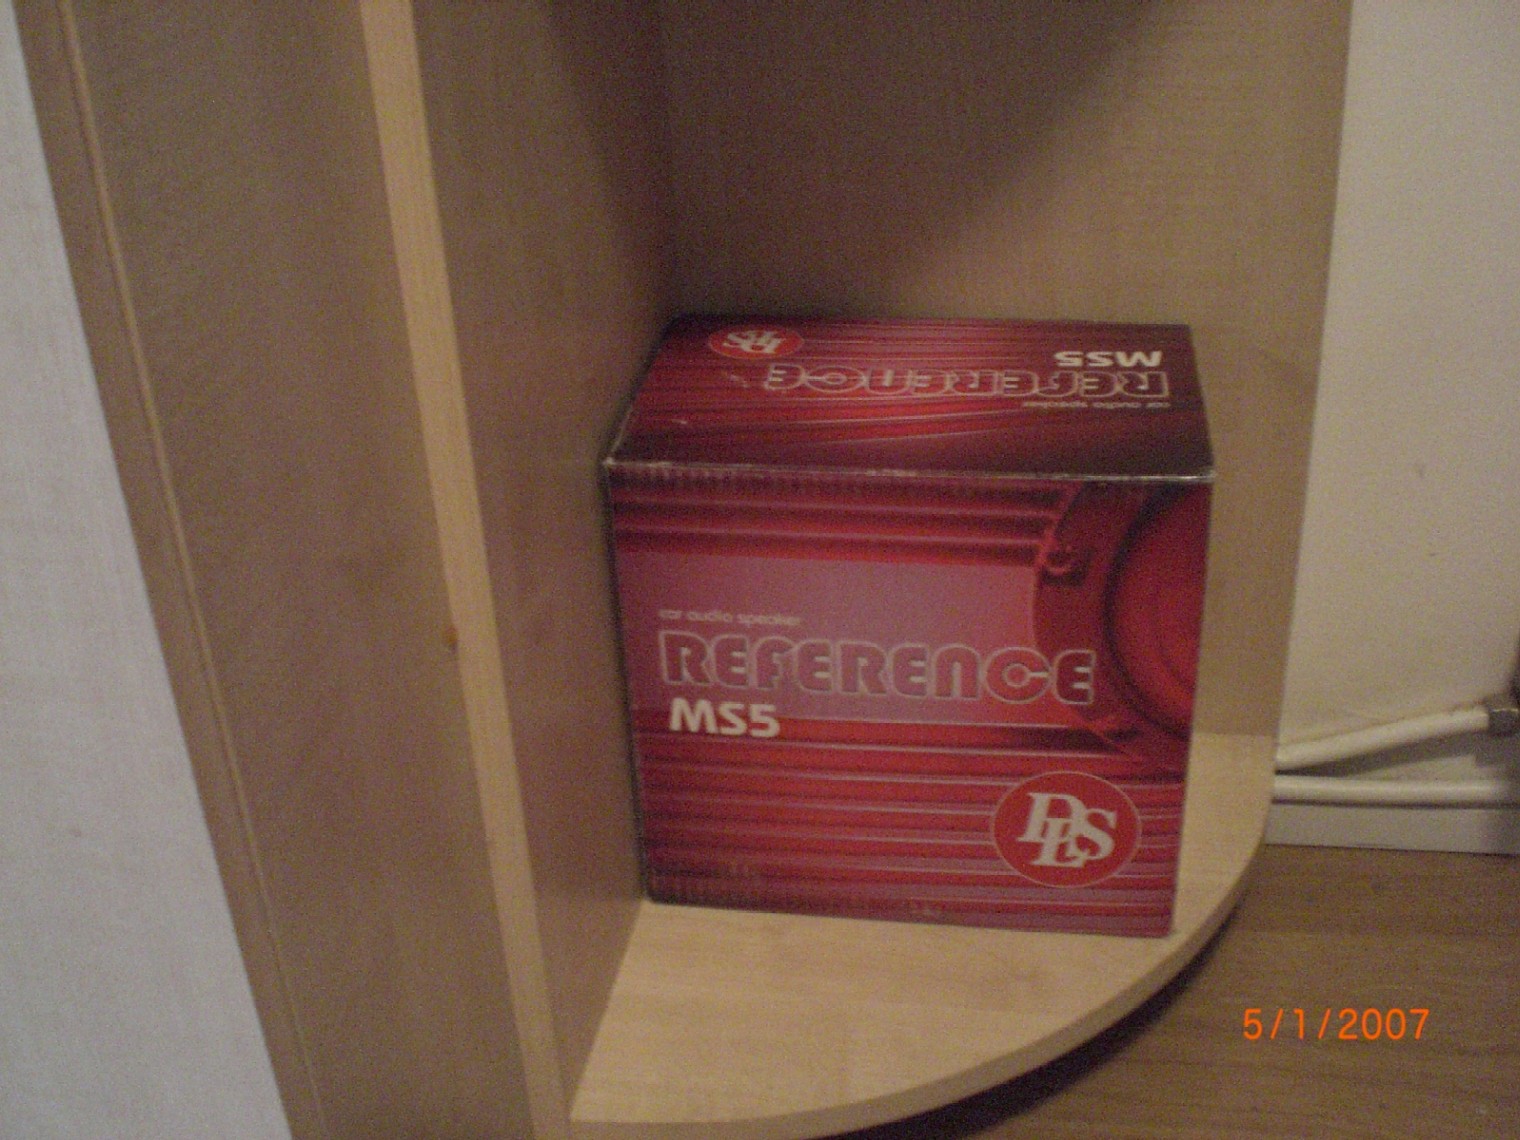 DLS
MS5
REFERENCE
car audio speaker
car audio speaker
REFERENCE
MS5
DLS
5/1/2007